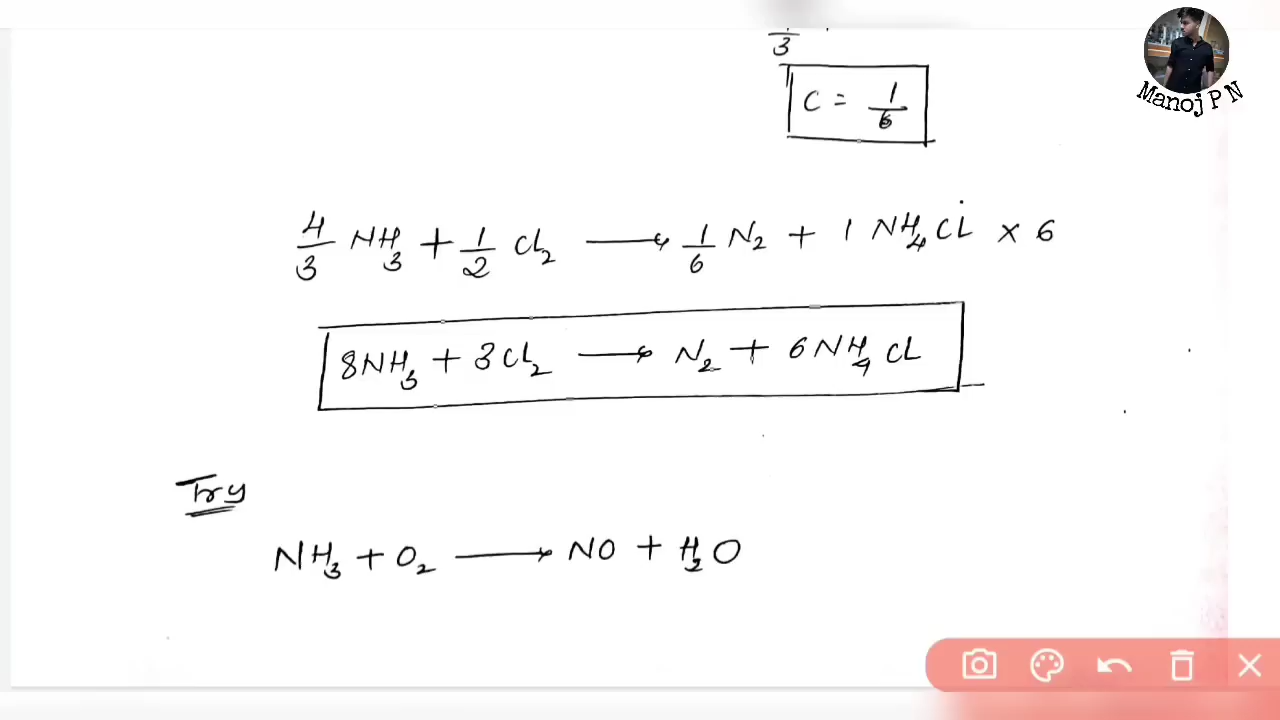 3
Manoj P N
C = 1/6
4/3 NH₃ + 1/2 Cl₂ ⟶ 1/6 N₂ + 1 NH₄Cl × 6
8NH₃ + 3Cl₂ ⟶ N₂ + 6NH₄CL
Try
NH₃ + O₂ ⟶ NO + H₂O